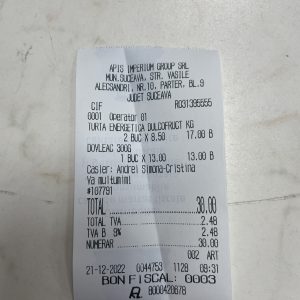 APIS IMPERIUM GROUP SRL
MUN.SUCEAVA, STR. VASILE
ALECSANDRI, NR.10, PARTER, BL.9
JUDET SUCEAVA
CIF RO31395555
0001 Operator 01
TURTA ENERGETICA DULCOFRUCT KG
2 BUC X 8.50 17.00 B
DOVLEAC 300G
1 BUC X 13.00 13.00 B
Casier: Andrei Simona-Cristina
Va multumim!
#107791
TOTAL 30.00
TOTAL TVA 2.48
TVA B 9% 2.48
NUMERAR 30.00
002 ART
21-12-2022 0044753 1128 09:31
BON FISCAL: 0003
8000420678